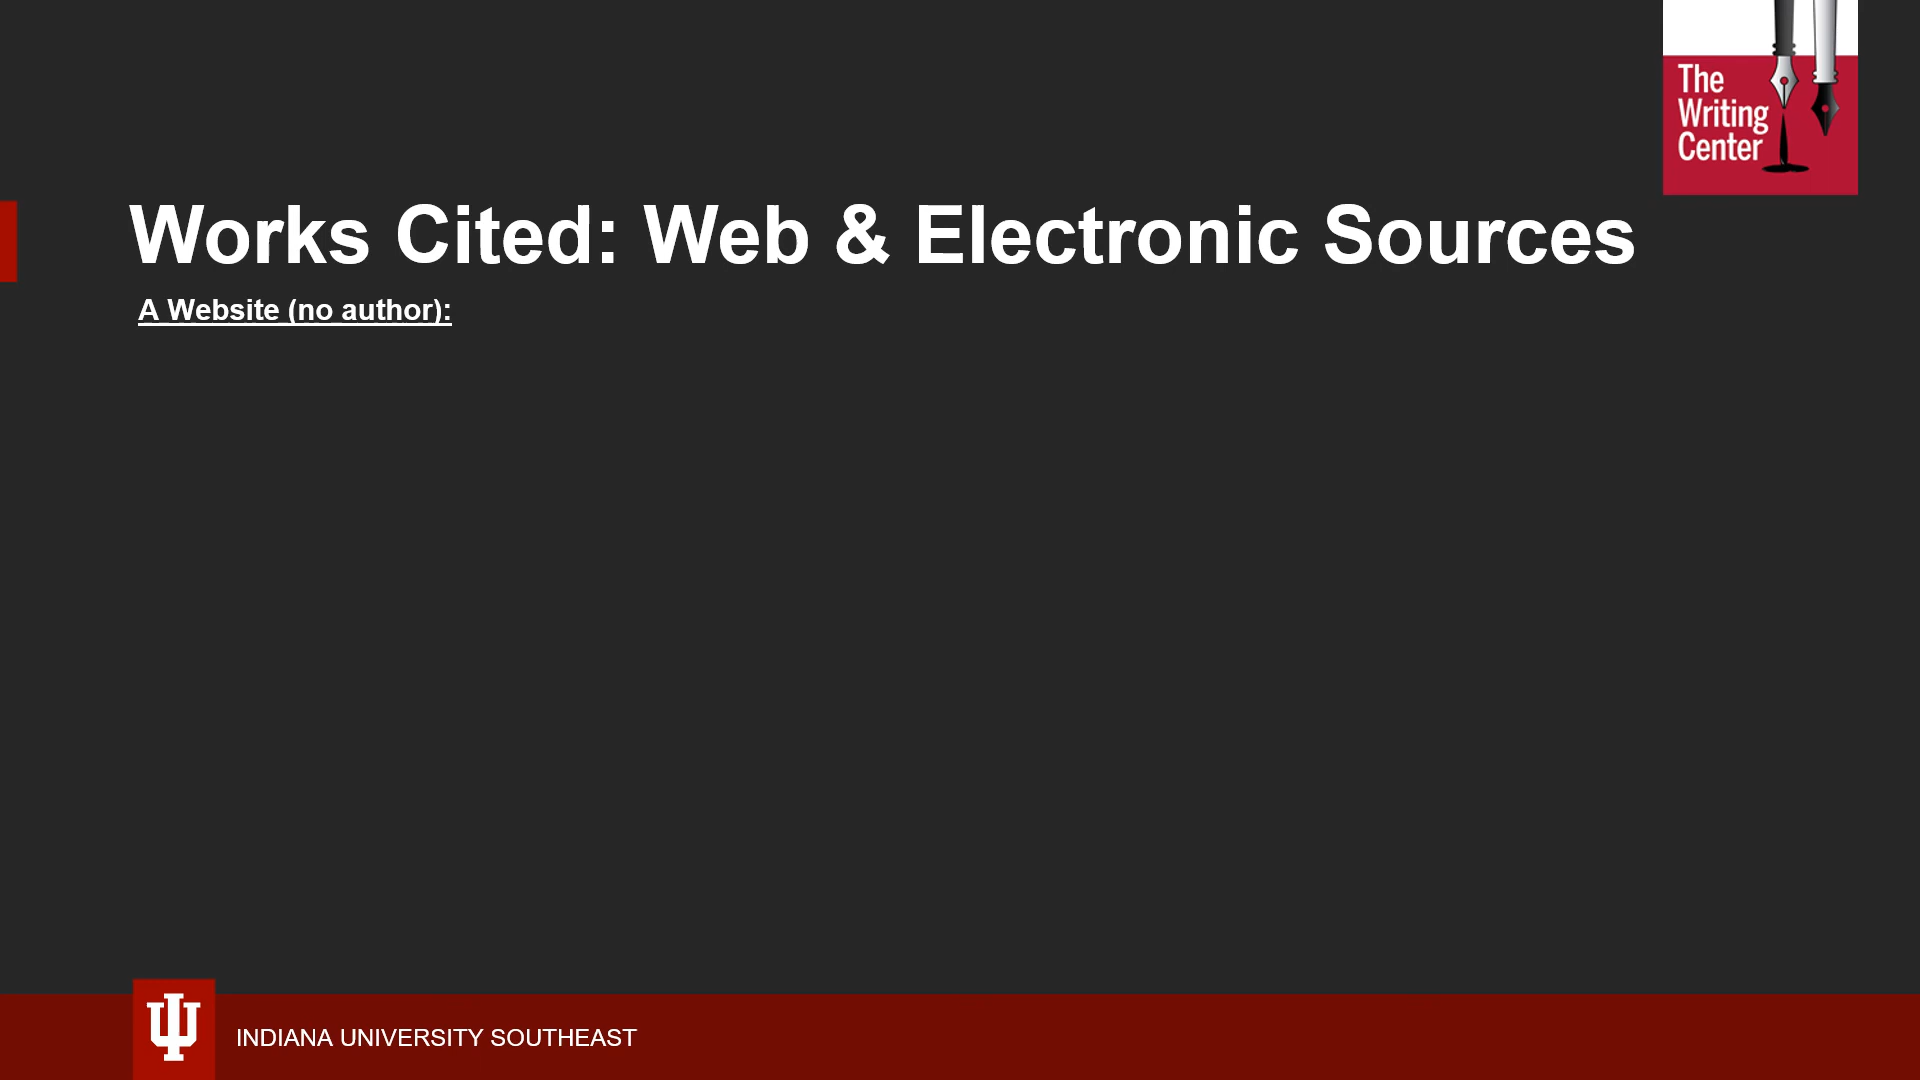 The
Writing
Center
Works Cited: Web & Electronic Sources
A Website (no author):
INDIANA UNIVERSITY SOUTHEAST